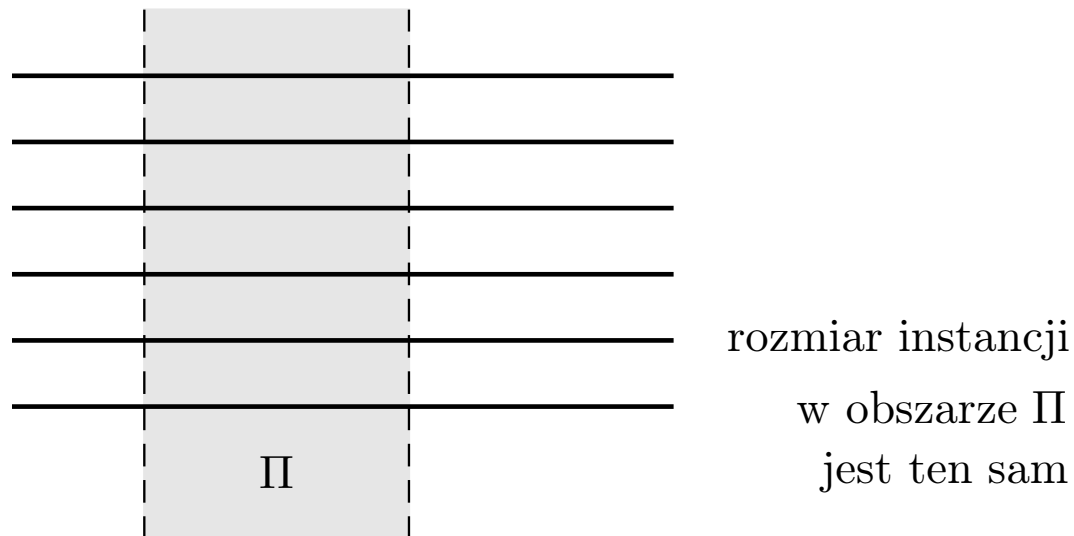 rozmiar instancji
w obszarze Π
jest ten sam
Π